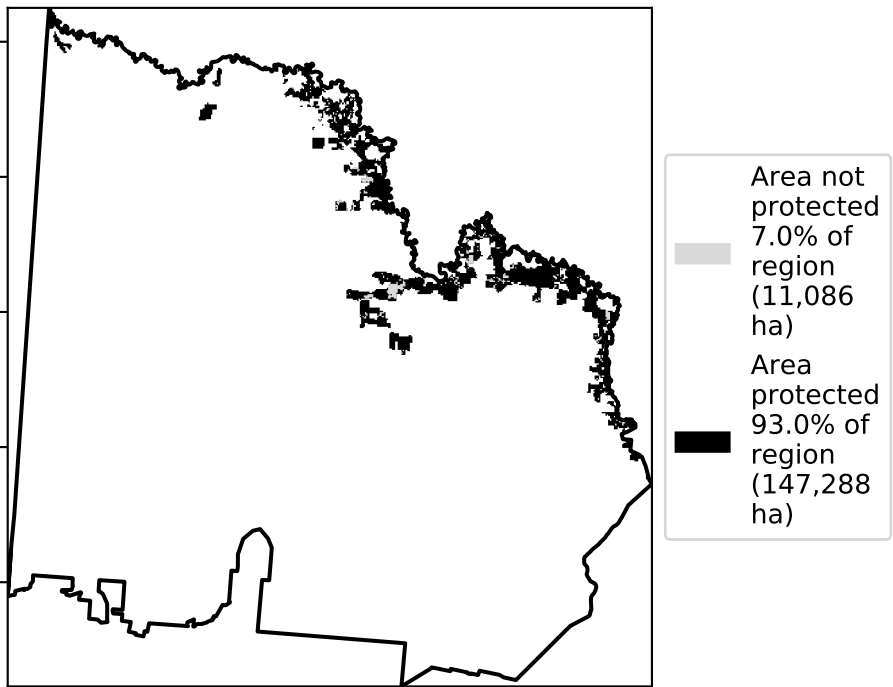 Area not
protected
7.0% of
region
(11,086
ha)
Area
protected
93.0% of
region
(147,288
ha)